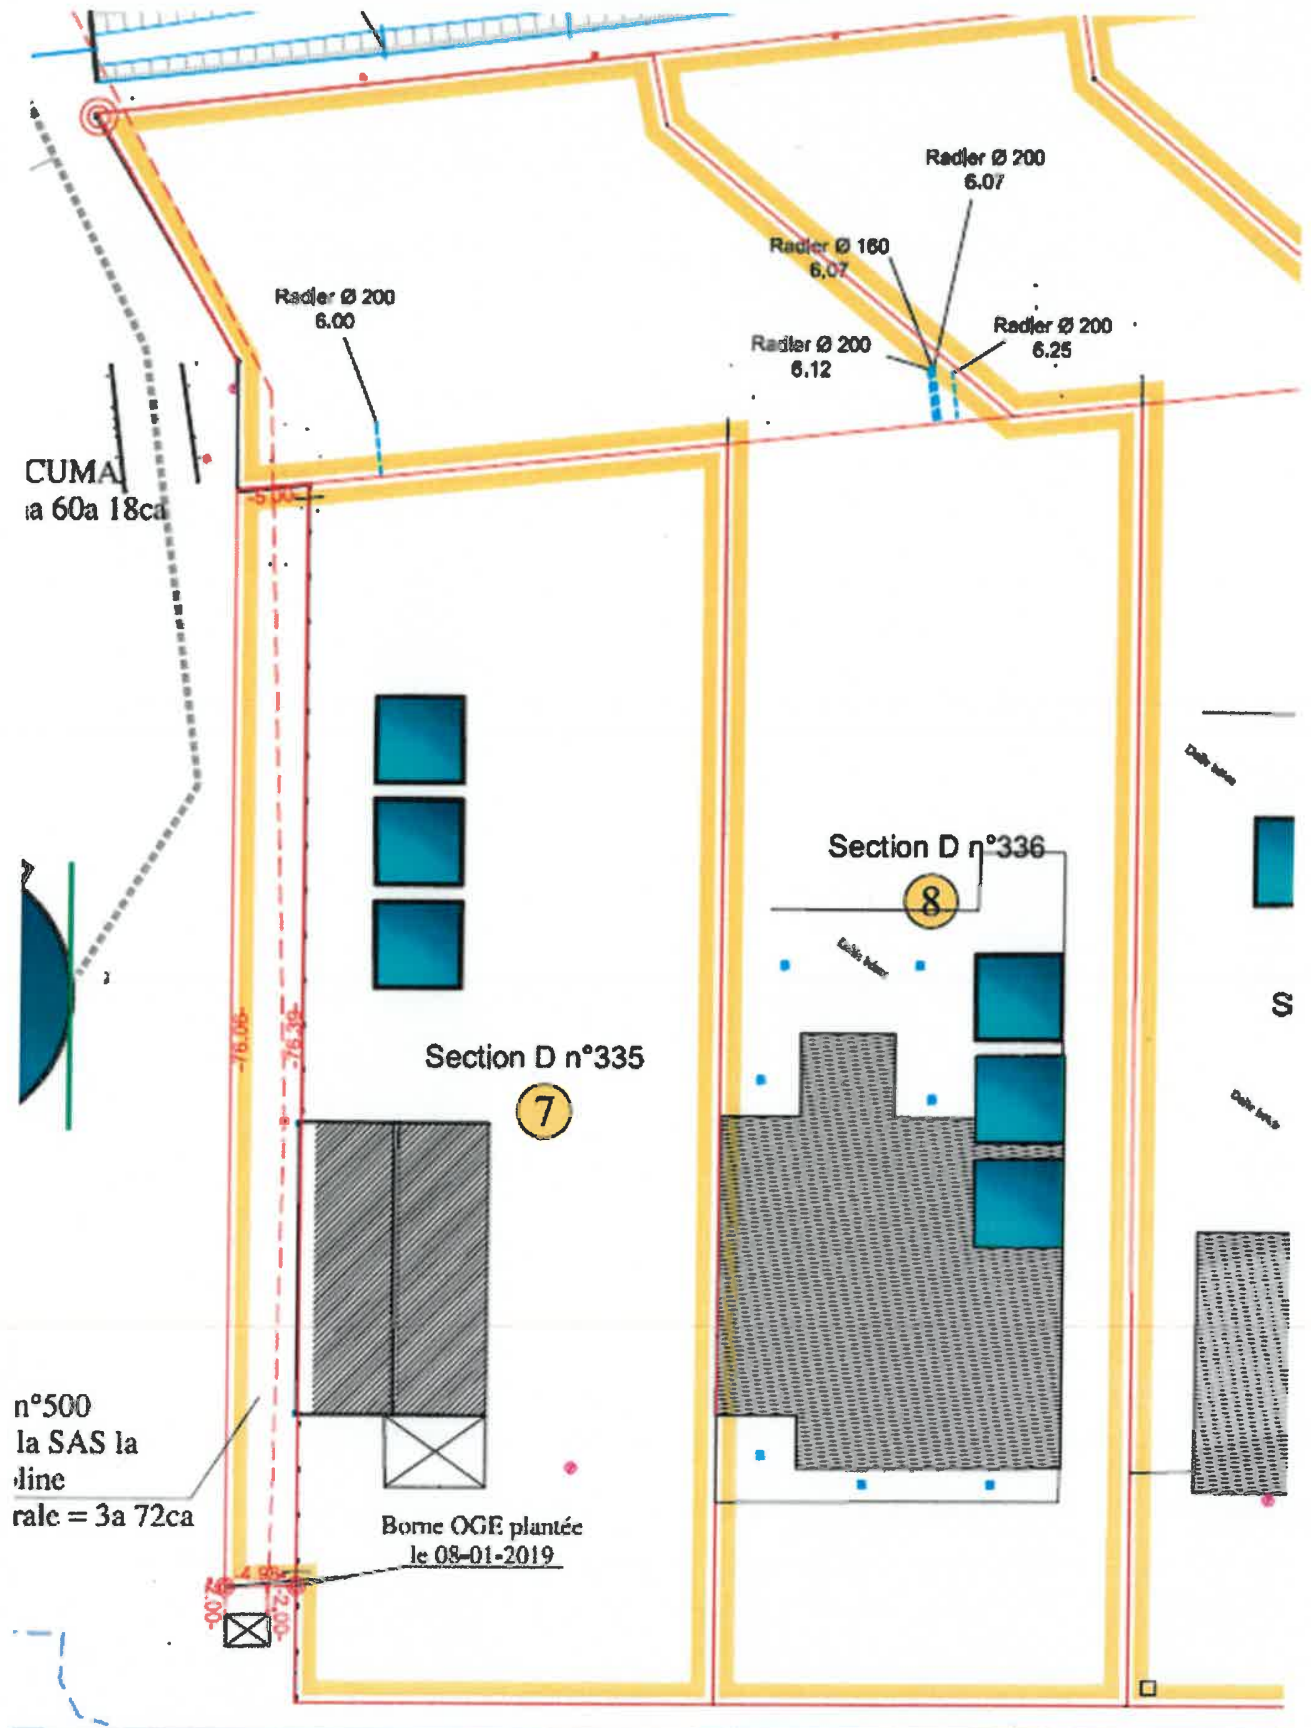 Radier Ø 200
6.07
Radier Ø 160
6.07
Radier Ø 200
6.00
Radier Ø 200
6.25
Radier Ø 200
6.12
CUMA
a 60a 18ca
-5.00-
Section D n°336
8
-76.06-
-76.39-
S
Section D n°335
7
n°500
la SAS la
line
rale = 3a 72ca
Borne OGE plantée
le 08-01-2019
-4.98-
-2.00-
-2.00-